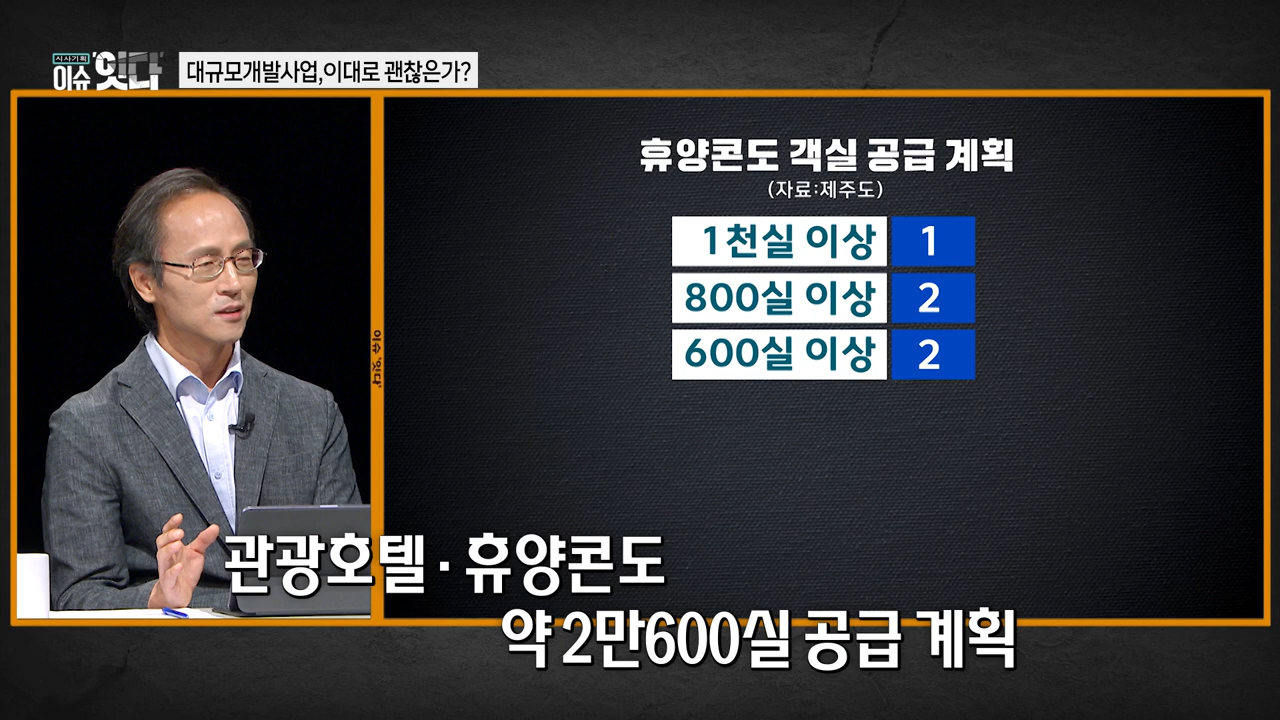 시사기획
이슈 '잇다'
대규모개발사업,이대로 괜찮은가?
휴양콘도 객실 공급 계획
(자료:제주도)
1천실 이상 1
800실 이상 2
600실 이상 2
이슈 '잇다'
관광호텔·휴양콘도
약 2만600실 공급 계획